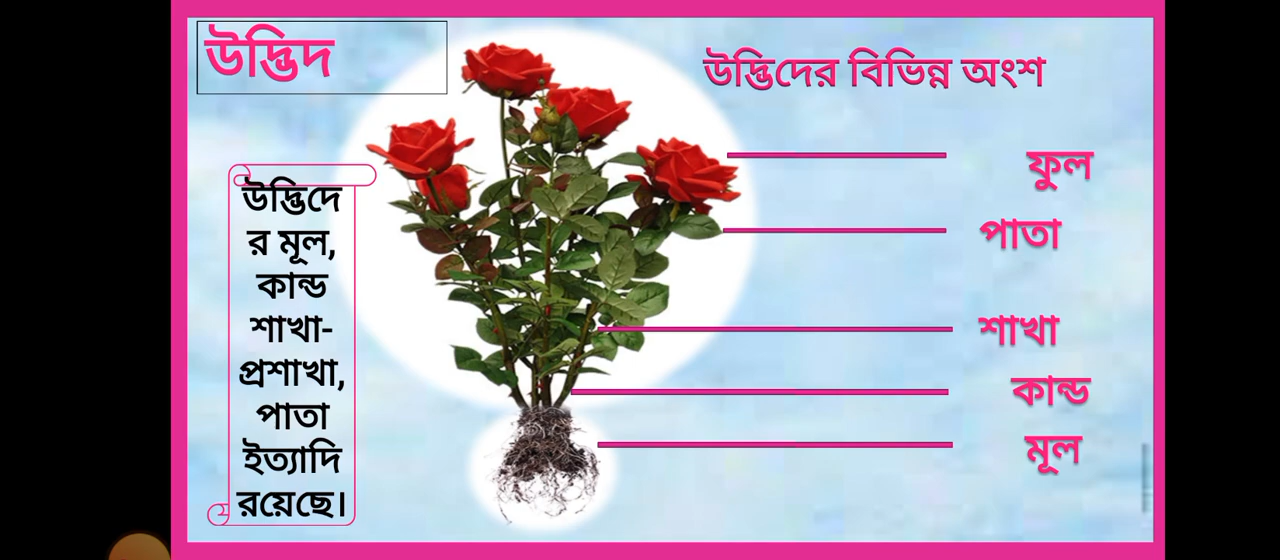 উদ্ভিদ
উদ্ভিদের বিভিন্ন অংশ
উদ্ভিদে
র মূল,
কান্ড
শাখা-
প্রশাখা,
পাতা
ইত্যাদি
রয়েছে।
ফুল
পাতা
শাখা
কান্ড
মূল